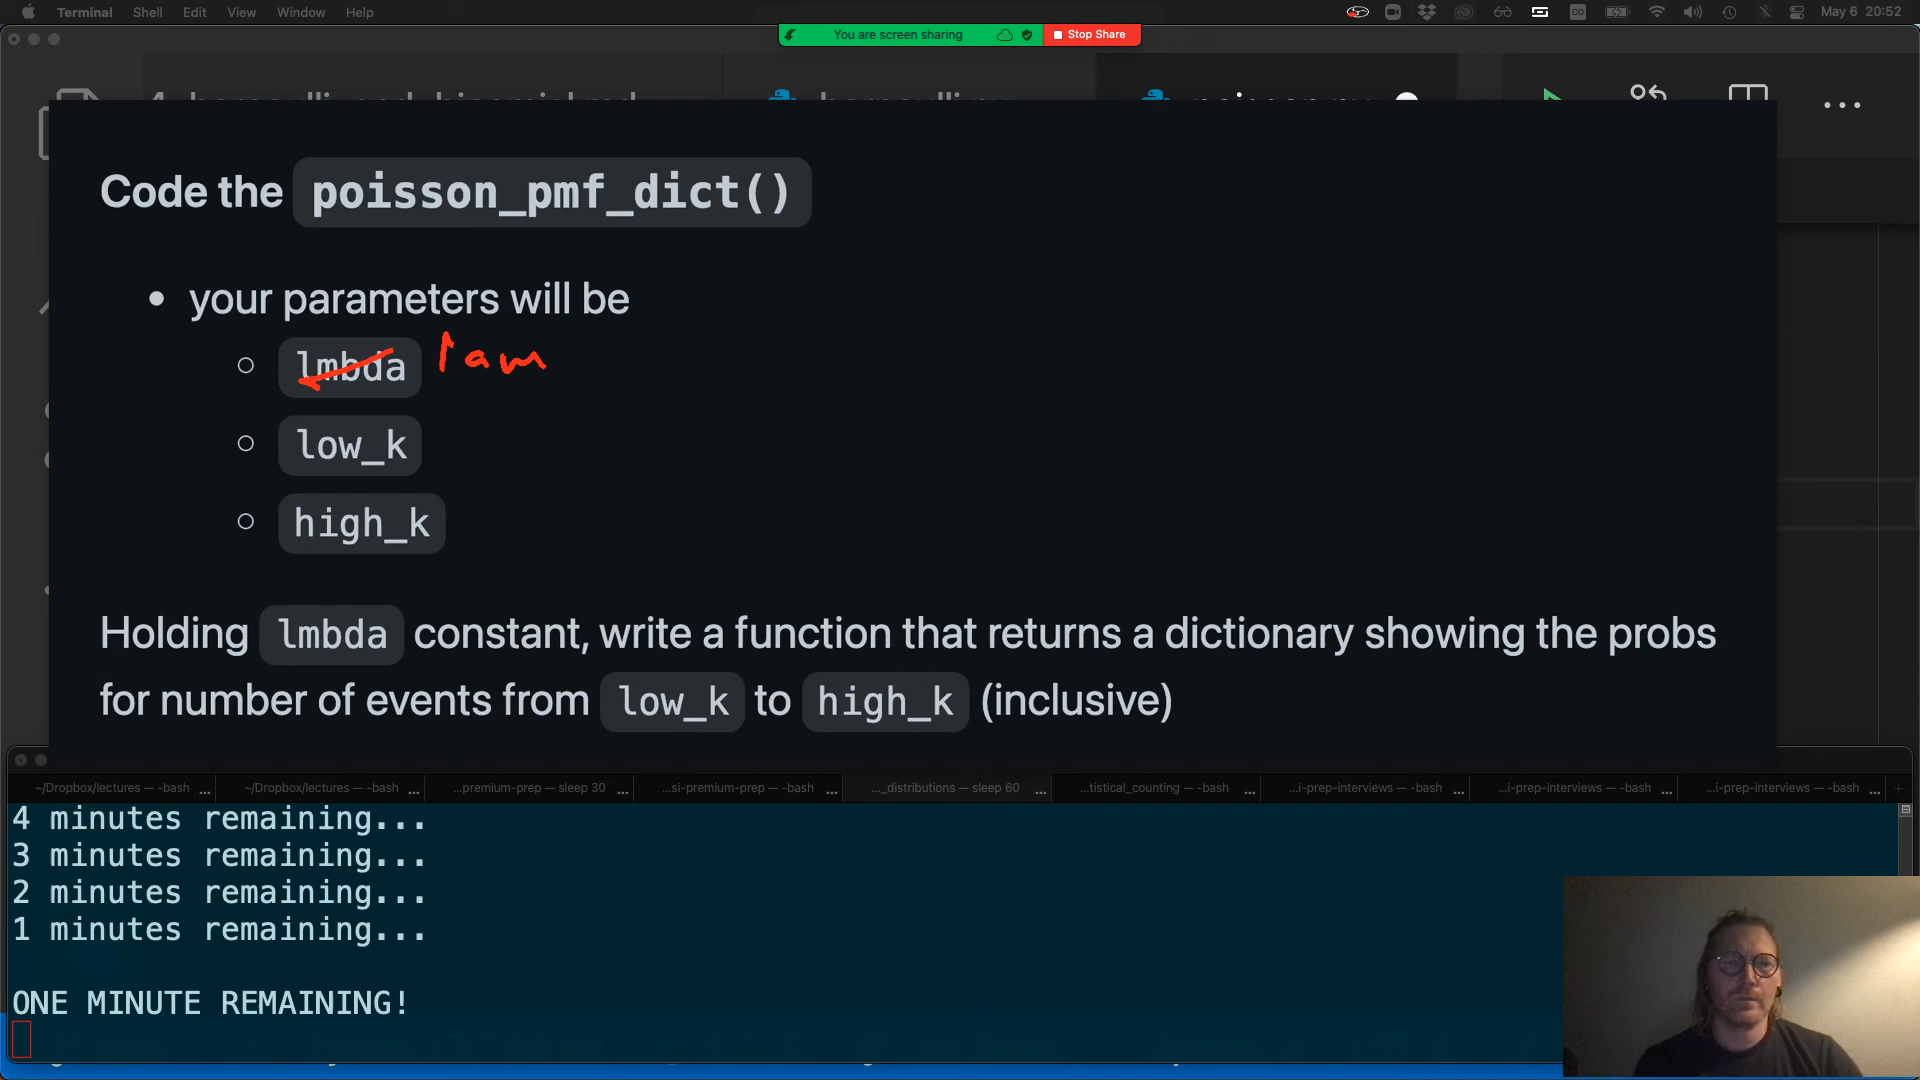 Terminal Shell Edit View Window Help May 6 20:52
You are screen sharing Stop Share
Code the poisson_pmf_dict()
your parameters will be
lmbda lam
low_k
high_k
Holding lmbda constant, write a function that returns a dictionary showing the probs
for number of events from low_k to high_k (inclusive)
~/Dropbox/lectures — -bash ... ~/Dropbox/lectures — -bash ... ...premium-prep — sleep 30 ... ...si-premium-prep — -bash ... ..._distributions — sleep 60 ... ...tistical_counting — -bash ... ...i-prep-interviews — -bash ... ...i-prep-interviews — -bash ... ...i-prep-interviews — -bash ... +
4 minutes remaining...
3 minutes remaining...
2 minutes remaining...
1 minutes remaining...
ONE MINUTE REMAINING!